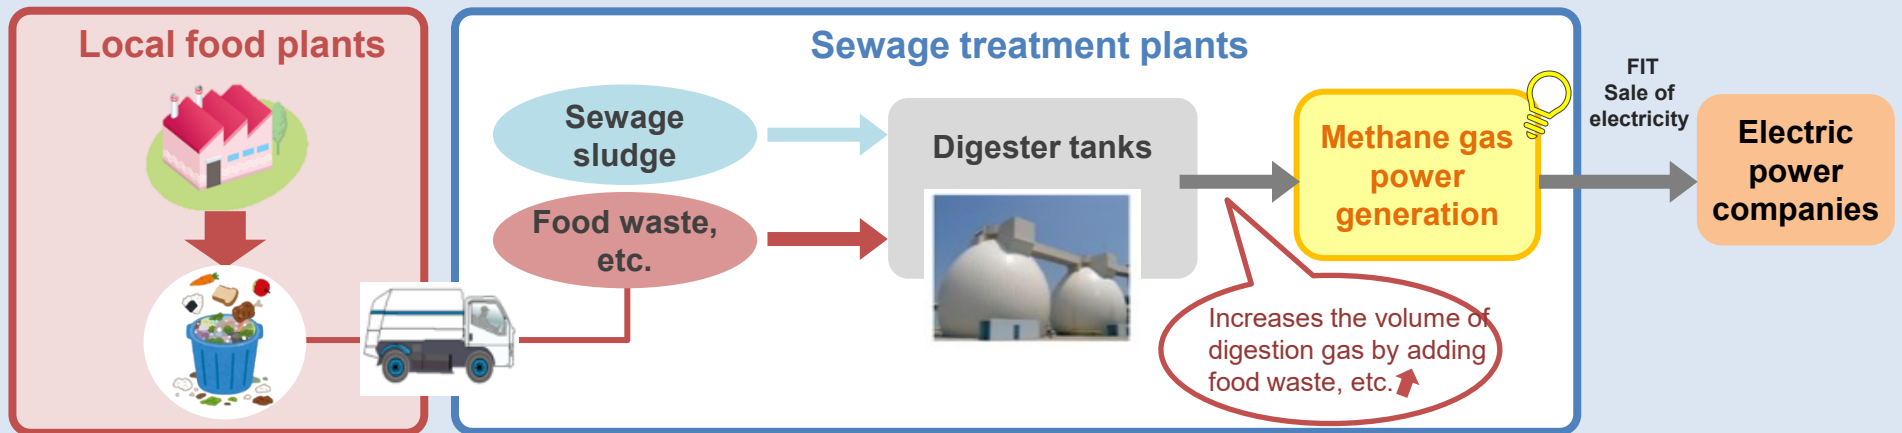 Local food plants
Sewage treatment plants
Sewage
sludge
Food waste,
etc.
Digester tanks
Methane gas
power
generation
Increases the volume of
digestion gas by adding
food waste, etc.
FIT
Sale of
electricity
Electric
power
companies